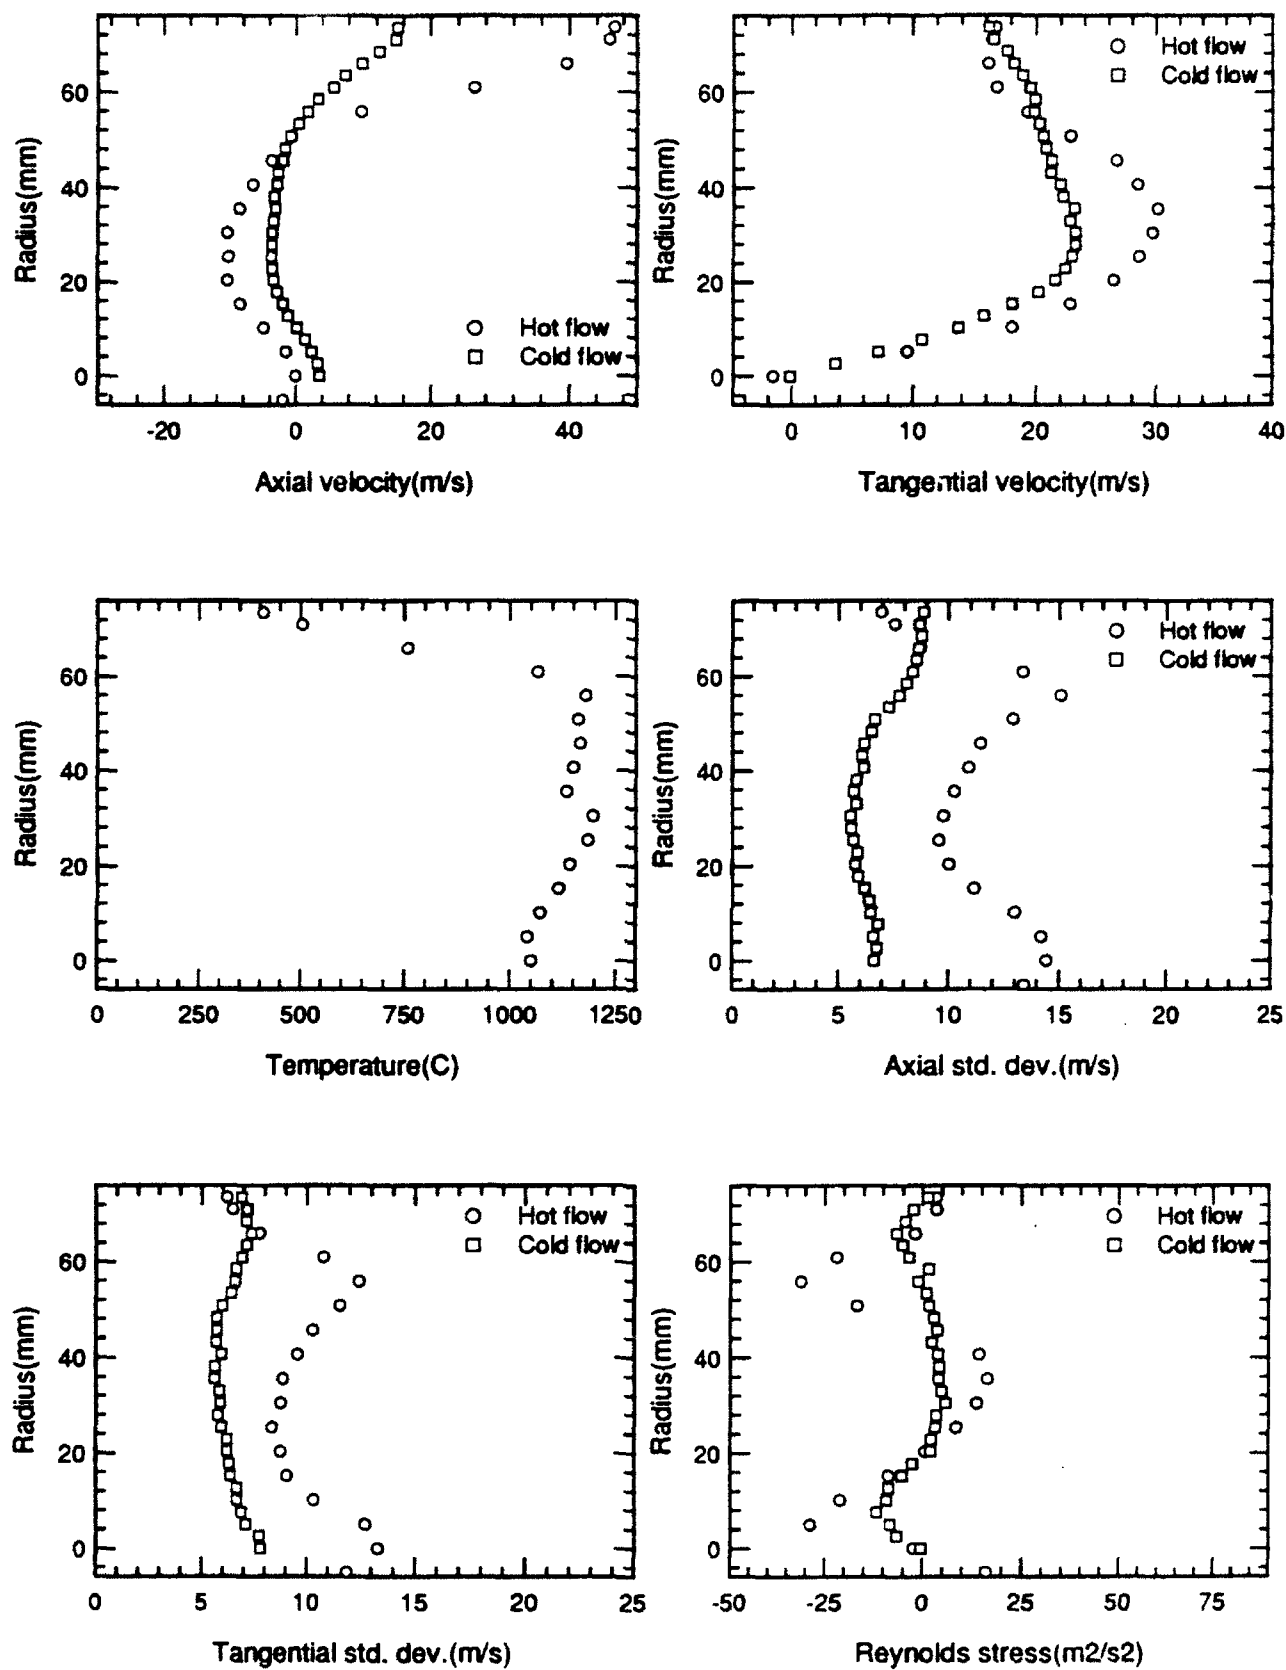 Radius(mm)
60
40
20
0
-20 0 20 40
Axial velocity(m/s)
Hot flow
Cold flow
Radius(mm)
60
40
20
0
0 10 20 30 40
Tangential velocity(m/s)
Hot flow
Cold flow
Radius(mm)
60
40
20
0
0 250 500 750 1000 1250
Temperature(C)
Radius(mm)
60
40
20
0
0 5 10 15 20 25
Axial std. dev.(m/s)
Hot flow
Cold flow
Radius(mm)
60
40
20
0
0 5 10 15 20 25
Tangential std. dev.(m/s)
Hot flow
Cold flow
Radius(mm)
60
40
20
0
-50 -25 0 25 50 75
Reynolds stress(m2/s2)
Hot flow
Cold flow